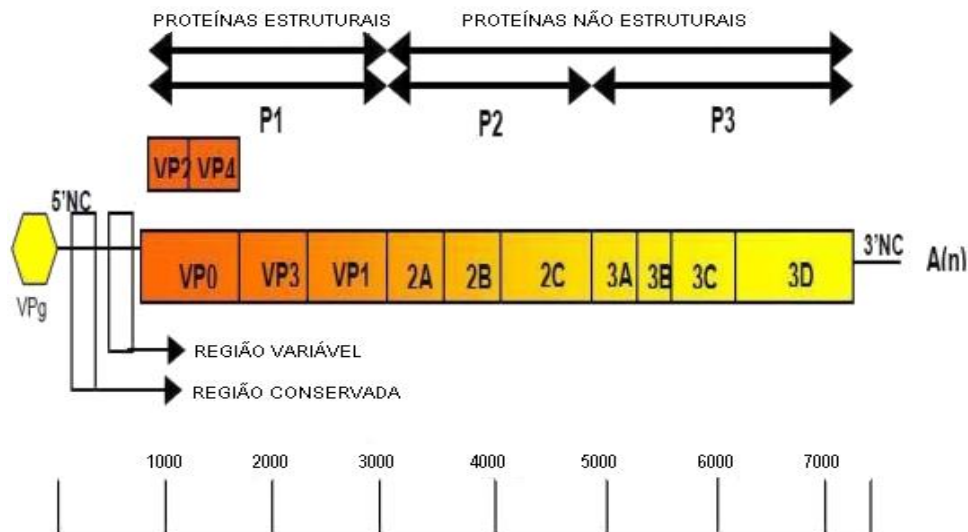 PROTEÍNAS ESTRUTURAIS PROTEÍNAS NÃO ESTRUTURAIS
P1 P2 P3
VP2 VP4
5'NC
VP0 VP3 VP1 2A 2B 2C 3A 3B 3C 3D 3'NC A(n)
VPg
REGIÃO VARIÁVEL
REGIÃO CONSERVADA
1000 2000 3000 4000 5000 6000 7000